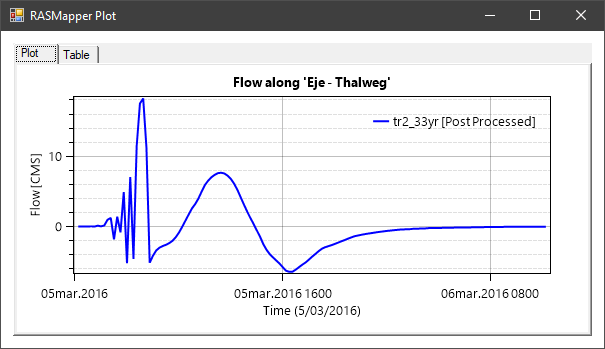 RASMapper Plot
Plot Table
Flow along 'Eje - Thalweg'
tr2_33yr [Post Processed]
Flow [CMS]
10
0
05mar.2016 05mar.2016 1600 06mar.2016 0800
Time (5/03/2016)